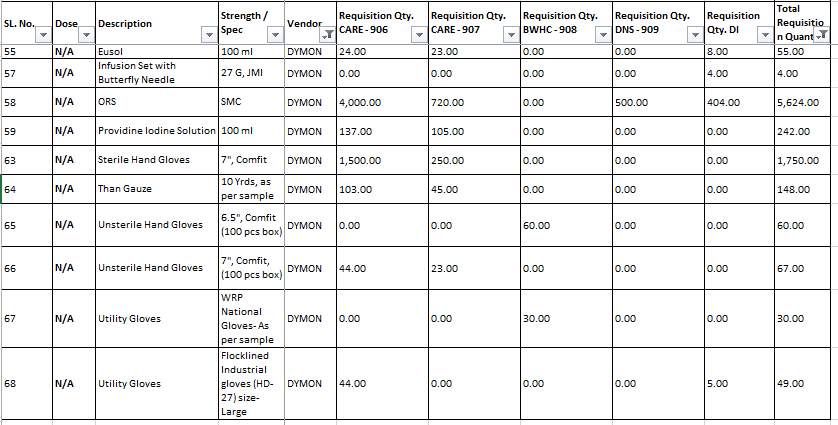 SL. No. Dose Description Strength / Spec Vendor Requisition Qty. CARE - 906 Requisition Qty. CARE - 907 Requisition Qty. BWHC - 908 Requisition Qty. DNS - 909 Requisition Qty. DI Total Requisitio n Quant
55 N/A Eusol 100 ml DYMON 24.00 23.00 0.00 0.00 8.00 55.00
57 N/A Infusion Set with Butterfly Needle 27 G, JMI DYMON 0.00 0.00 0.00 0.00 4.00 4.00
58 N/A ORS SMC DYMON 4,000.00 720.00 0.00 500.00 404.00 5,624.00
59 N/A Providine Iodine Solution 100 ml DYMON 137.00 105.00 0.00 0.00 0.00 242.00
63 N/A Sterile Hand Gloves 7", Comfit DYMON 1,500.00 250.00 0.00 0.00 0.00 1,750.00
64 N/A Than Gauze 10 Yrds, as per sample DYMON 103.00 45.00 0.00 0.00 0.00 148.00
65 N/A Unsterile Hand Gloves 6.5", Comfit (100 pcs box) DYMON 0.00 0.00 60.00 0.00 0.00 60.00
66 N/A Unsterile Hand Gloves 7", Comfit, (100 pcs box) DYMON 44.00 23.00 0.00 0.00 0.00 67.00
67 N/A Utility Gloves WRP National Gloves- As per sample DYMON 0.00 0.00 30.00 0.00 0.00 30.00
68 N/A Utility Gloves Flocklined Industrial gloves (HD-27) size- Large DYMON 44.00 0.00 0.00 0.00 5.00 49.00